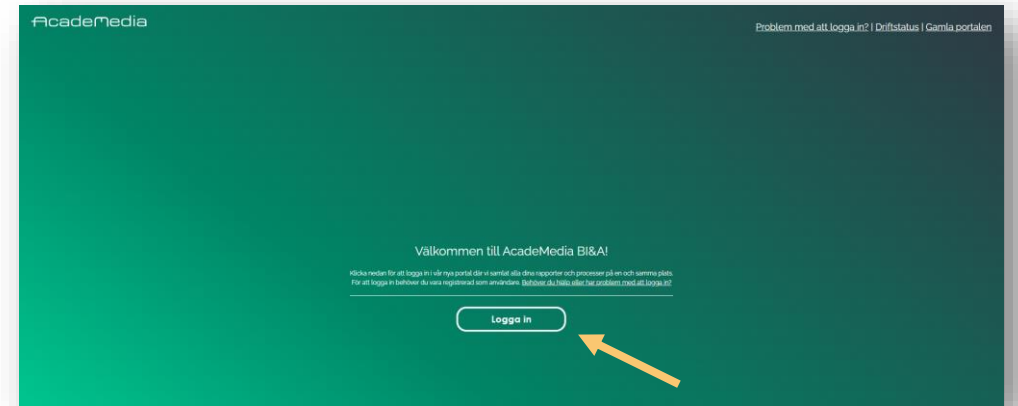 AcadeMedia
Problem med att logga in? | Driftstatus | Gamla portalen
Välkommen till AcadeMedia BI&A!
Klicka nedan för att logga in i vår nya portal där vi samlat alla dina rapporter och processer på en och samma plats.
För att logga in behöver du vara registrerad som användare. Behöver du hjälp eller har problem med att logga in?
Logga in